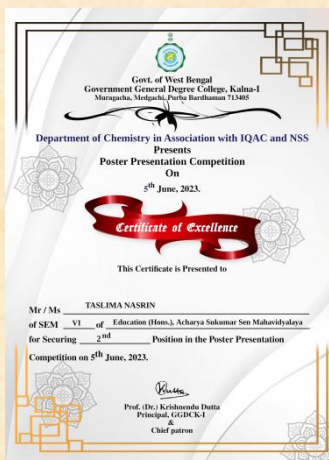 Govt. of West Bengal
Government General Degree College, Kalna-I
Muragacha, Medgachi, Purba Bardhaman 713405
Department of Chemistry in Association with IQAC and NSS
Presents
Poster Presentation Competition
On
5th June, 2023.
Certificate of Excellence
This Certificate is Presented to
Mr / Ms TASLIMA NASRIN
of SEM VI of Education (Hons.), Acharya Sukumar Sen Mahavidyalaya
for Securing 2nd Position in the Poster Presentation
Competition on 5th June, 2023.
Prof. (Dr.) Krishnendu Dutta
Principal, GGDCK-I
&
Chief patron